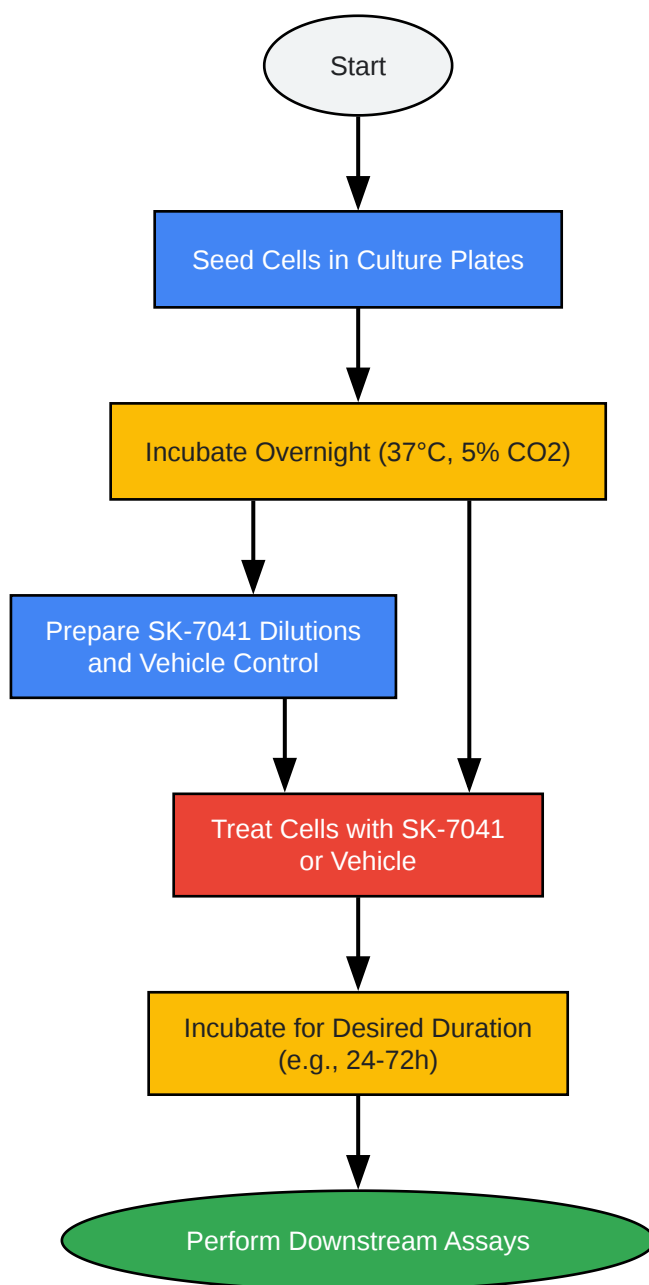 Start
Seed Cells in Culture Plates
Incubate Overnight (37°C, 5% CO2)
Prepare SK-7041 Dilutions
and Vehicle Control
Treat Cells with SK-7041
or Vehicle
Incubate for Desired Duration
(e.g., 24-72h)
Perform Downstream Assays